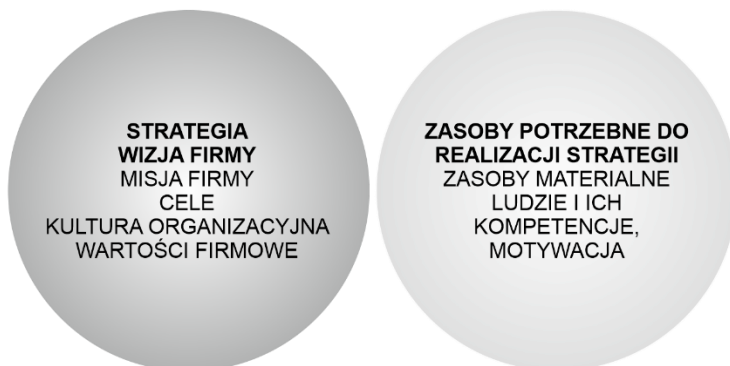 STRATEGIA
WIZJA FIRMY
MISJA FIRMY
CELE
KULTURA ORGANIZACYJNA
WARTOŚCI FIRMOWE
ZASOBY POTRZEBNE DO
REALIZACJI STRATEGII
ZASOBY MATERIALNE
LUDZIE I ICH
KOMPETENCJE,
MOTYWACJA